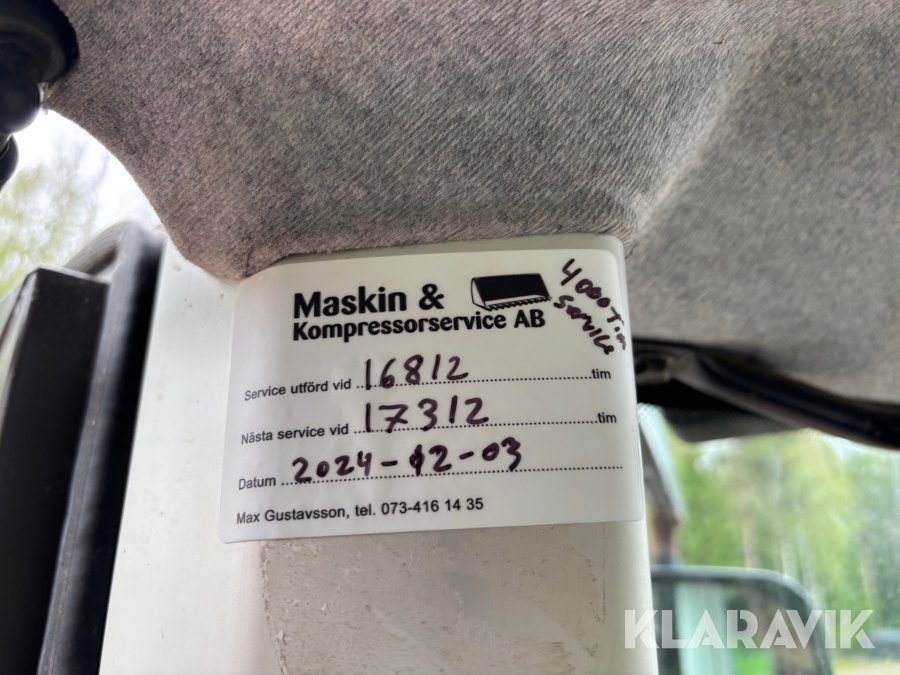 Maskin &
Kompressorservice AB
4000 Tim
Service
Service utförd vid 16812 tim
Nästa service vid 17312 tim
Datum 2024-12-03
Max Gustavsson, tel. 073-416 14 35
KLARAVIK